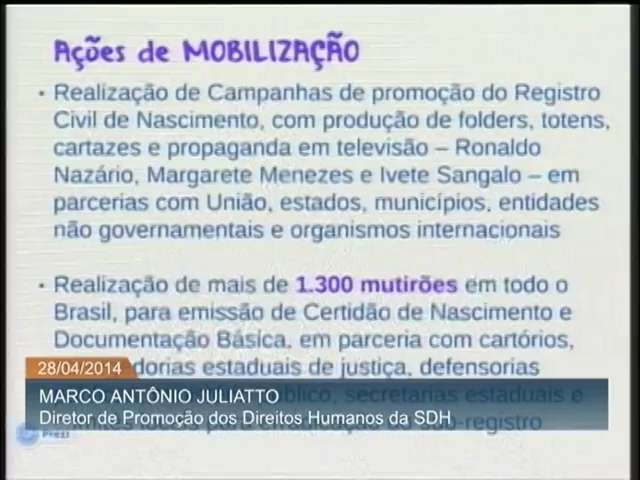 Ações de MOBILIZAÇÃO
• Realização de Campanhas de promoção do Registro
Civil de Nascimento, com produção de folders, totens,
cartazes e propaganda em televisão – Ronaldo
Nazário, Margarete Menezes e Ivete Sangalo – em
parcerias com União, estados, municípios, entidades
não governamentais e organismos internacionais
• Realização de mais de 1.300 mutirões em todo o
Brasil, para emissão de Certidão de Nascimento e
Documentação Básica, em parceria com cartórios,
estaduais de justiça, defensorias
28/04/2014
MARCO ANTÔNIO JULIATTO
secretarias estaduais e
Diretor de Promoção dos Direitos Humanos da SDH
registro
Prezi